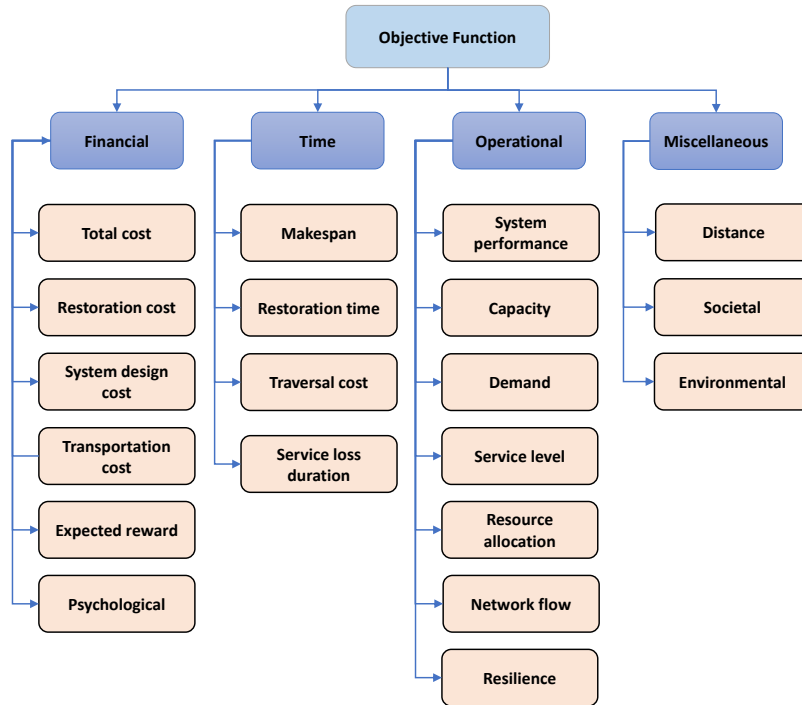 Objective Function
Financial
Time
Operational
Miscellaneous
Total cost
Restoration cost
System design
cost
Transportation
cost
Expected reward
Psychological
Makespan
Restoration time
Traversal cost
Service loss
duration
System
performance
Capacity
Demand
Service level
Resource
allocation
Network flow
Resilience
Distance
Societal
Environmental